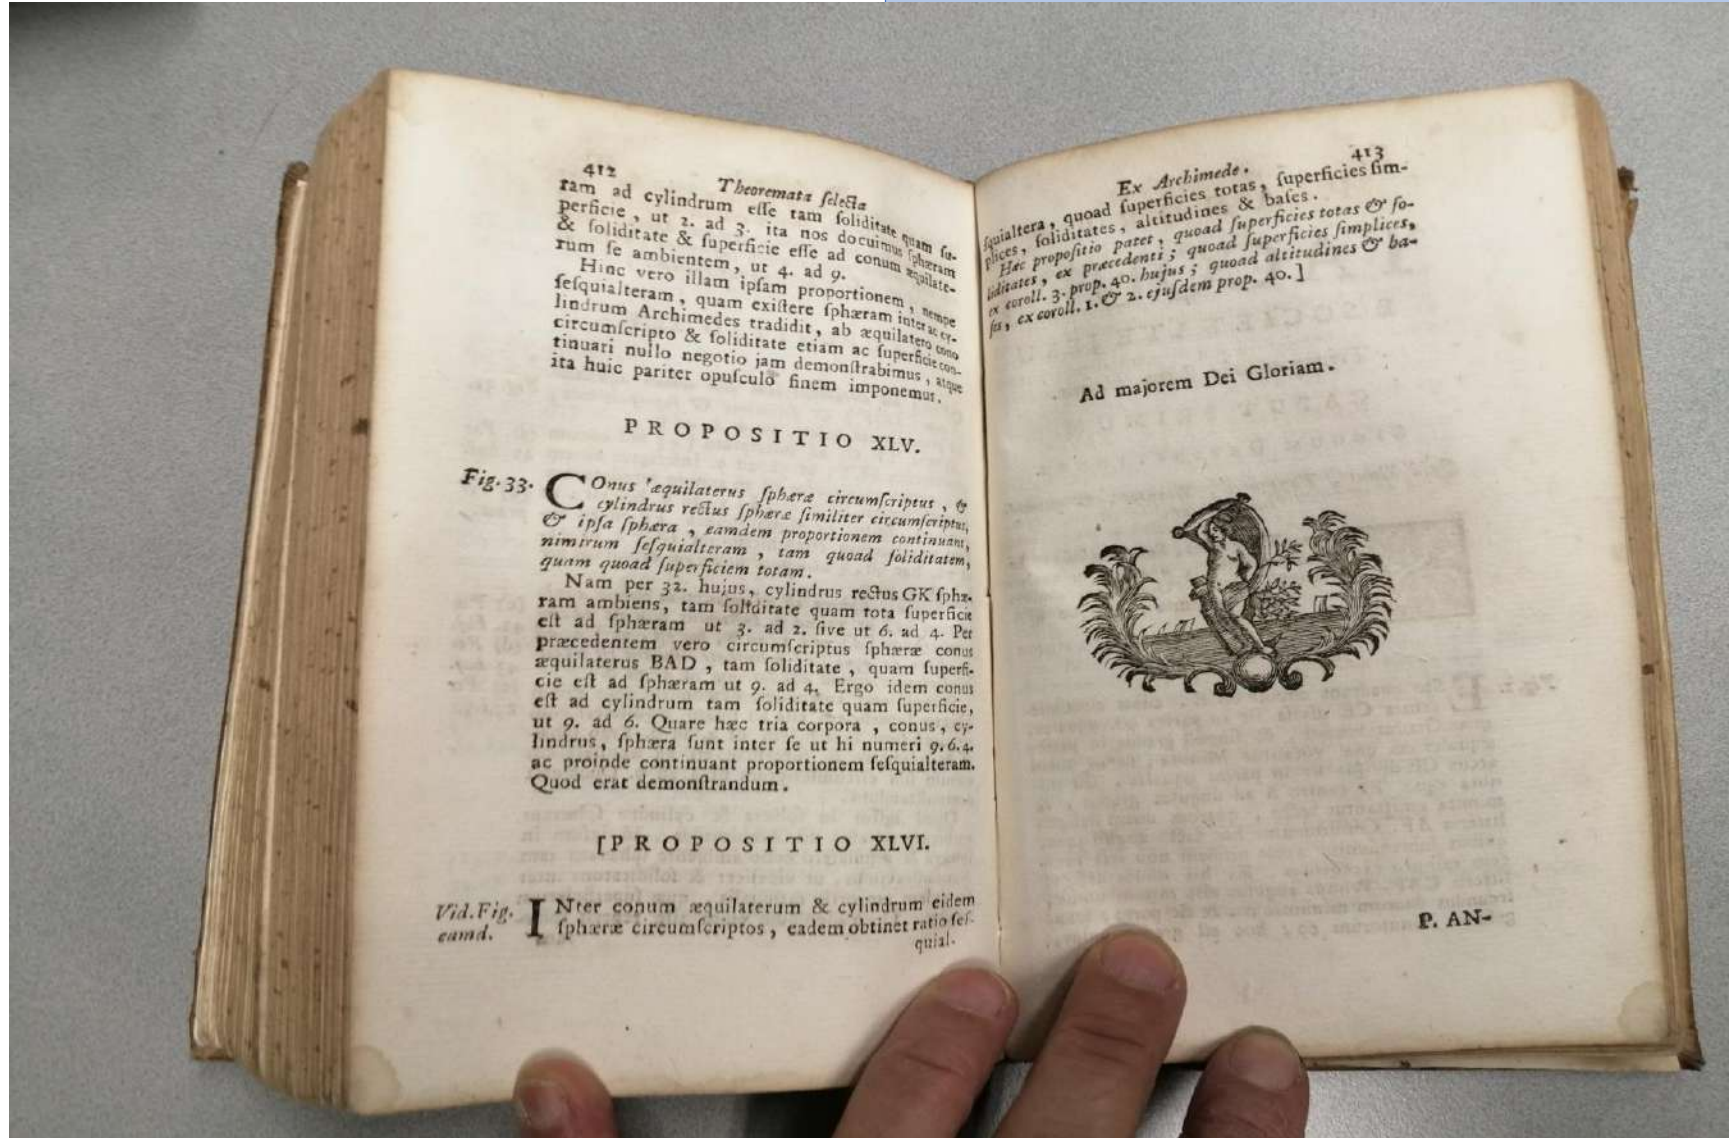 412
Theoremata ſelecta
ram ad cylindrum eſſe tam ſoliditate quam ſu-
perficie, ut 2. ad 3. ita nos docuimus ſphæram
& ſoliditate & ſuperficie eſſe ad conum æquilate-
rum ſe ambientem, ut 4. ad 9.
Hinc vero illam ipſam proportionem, nempe
ſeſquialteram, quam exiſtere ſphæram inter ac cy-
lindrum Archimedes tradidit, ab æquilatero cono
circumſcripto & ſoliditate etiam ac ſuperficie con-
tinuari nullo negotio jam demonſtrabimus, atque
ita huic pariter opuſculo finem imponemus.
PROPOSITIO XLV.
Fig. 33. COnus æquilaterus ſphæræ circumſcriptus, &
cylindrus rectus ſphæræ ſimiliter circumſcriptus,
& ipſa ſphæra, eamdem proportionem continuant,
nimirum ſeſquialteram, tam quoad ſoliditatem,
quam quoad ſuperficiem totam.
Nam per 32. hujus, cylindrus rectus GK ſphæ-
ram ambiens, tam ſoliditate quam tota ſuperficie
eſt ad ſphæram ut 3. ad 2. ſive ut 6. ad 4. Per
præcedentem vero circumſcriptus ſphæræ conus
æquilaterus BAD, tam ſoliditate, quam ſuperfi-
cie eſt ad ſphæram ut 9. ad 4. Ergo idem conus
eſt ad cylindrum tam ſoliditate quam ſuperficie,
ut 9. ad 6. Quare hæc tria corpora, conus, cy-
lindrus, ſphæra ſunt inter ſe ut hi numeri 9.6.4.
ac proinde continuant proportionem ſeſquialteram.
Quod erat demonſtrandum.
[PROPOSITIO XLVI.
Vid. Fig. INter conum æquilaterum & cylindrum eidem
eamd. ſphæræ circumſcriptos, eadem obtinet ratio ſeſ-
quial-
413
Ex Archimede.
ſquialtera, quoad ſuperficies totas, ſuperficies ſim-
plices, ſoliditates, altitudines & baſes.
Hæc propoſitio patet, quoad ſuperficies totas & ſo-
liditates, ex præcedenti; quoad ſuperficies ſimplices,
ex coroll. 3. prop. 40. hujus; quoad altitudines & ba-
ſes, ex coroll. 1. & 2. ejuſdem prop. 40.]
Ad majorem Dei Gloriam.
P. AN-